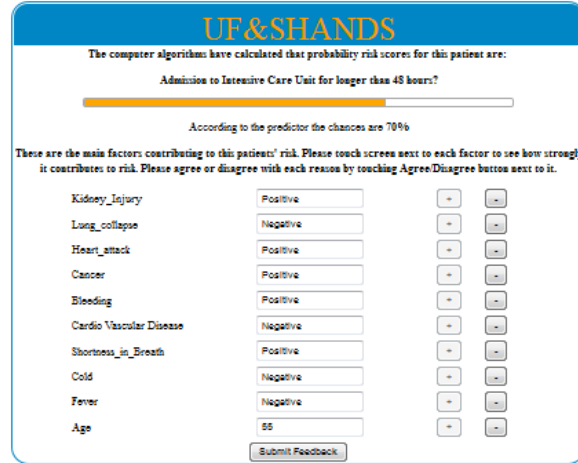 UF&SHANDS
The computer algorithms have calculated that probability risk scores for this patient are:
Admission to Intensive Care Unit for longer than 48 hours?
According to the predictor the chances are 70%
These are the main factors contributing to this patients' risk. Please touch screen next to each factor to see how strongly
it contributes to risk. Please agree or disagree with each reason by touching Agree/Disagree button next to it.
Kidney_Injury Positive + -
Lung_collapse Negative + -
Heart_attack Positive + -
Cancer Positive + -
Bleeding Positive + -
Cardio Vascular Disease Negative + -
Shortness_in_Breath Positive + -
Cold Negative + -
Fever Negative + -
Age 55 + -
Submit Feedback